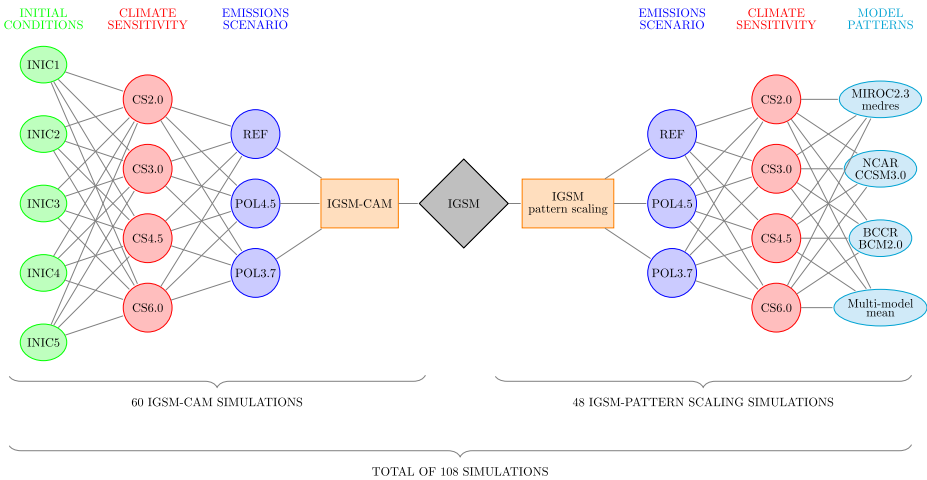 INITIAL
CONDITIONS
CLIMATE
SENSITIVITY
EMISSIONS
SCENARIO
EMISSIONS
SCENARIO
CLIMATE
SENSITIVITY
MODEL
PATTERNS
INIC1
INIC2
INIC3
INIC4
INIC5
CS2.0
CS3.0
CS4.5
CS6.0
REF
POL4.5
POL3.7
IGSM-CAM
IGSM
IGSM
pattern scaling
REF
POL4.5
POL3.7
CS2.0
CS3.0
CS4.5
CS6.0
MIROC2.3
medres
NCAR
CCSM3.0
BCCR
BCM2.0
Multi-model
mean
60 IGSM-CAM SIMULATIONS
48 IGSM-PATTERN SCALING SIMULATIONS
TOTAL OF 108 SIMULATIONS